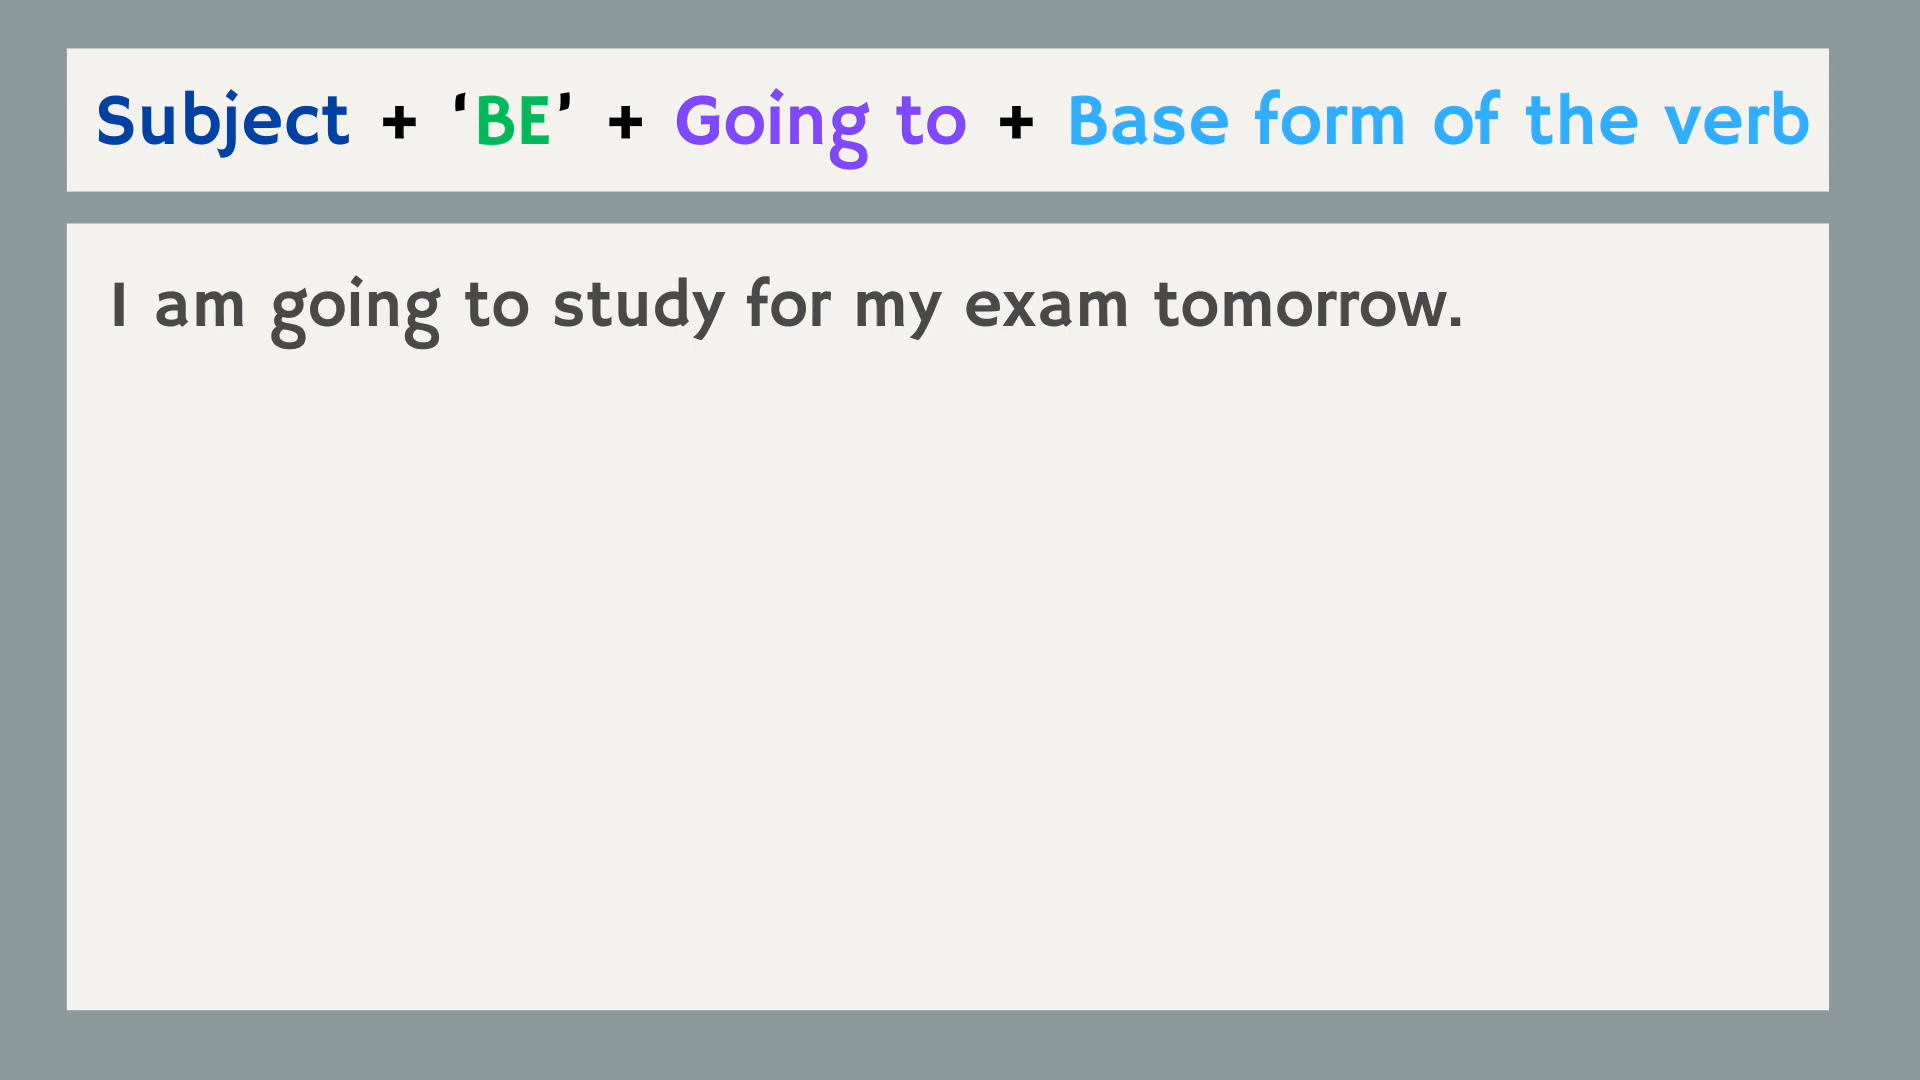 Subject + ‘BE’ + Going to + Base form of the verb
I am going to study for my exam tomorrow.